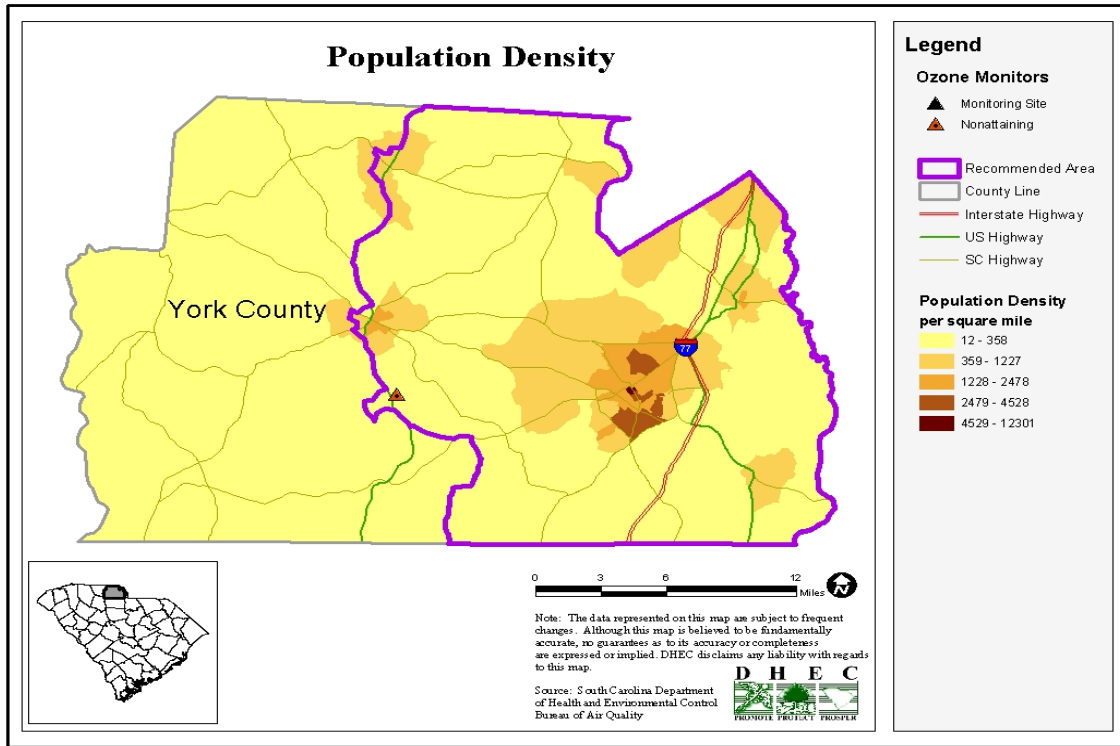 Population Density
York County
77
0 3 6 12
Miles
N
Note: The data represented on this map are subject to frequent
changes. Although this map is believed to be fundamentally
accurate, no guarantees as to its accuracy or completeness
are expressed or implied. DHEC disclaims any liability with regards
to this map.
Source: South Carolina Department
of Health and Environmental Control
Bureau of Air Quality
D H E C
PROMOTE PROTECT PROSPER
Legend
Ozone Monitors
Monitoring Site
Nonattaining
Recommended Area
County Line
Interstate Highway
US Highway
SC Highway
Population Density
per square mile
12 - 358
359 - 1227
1228 - 2478
2479 - 4528
4529 - 12301